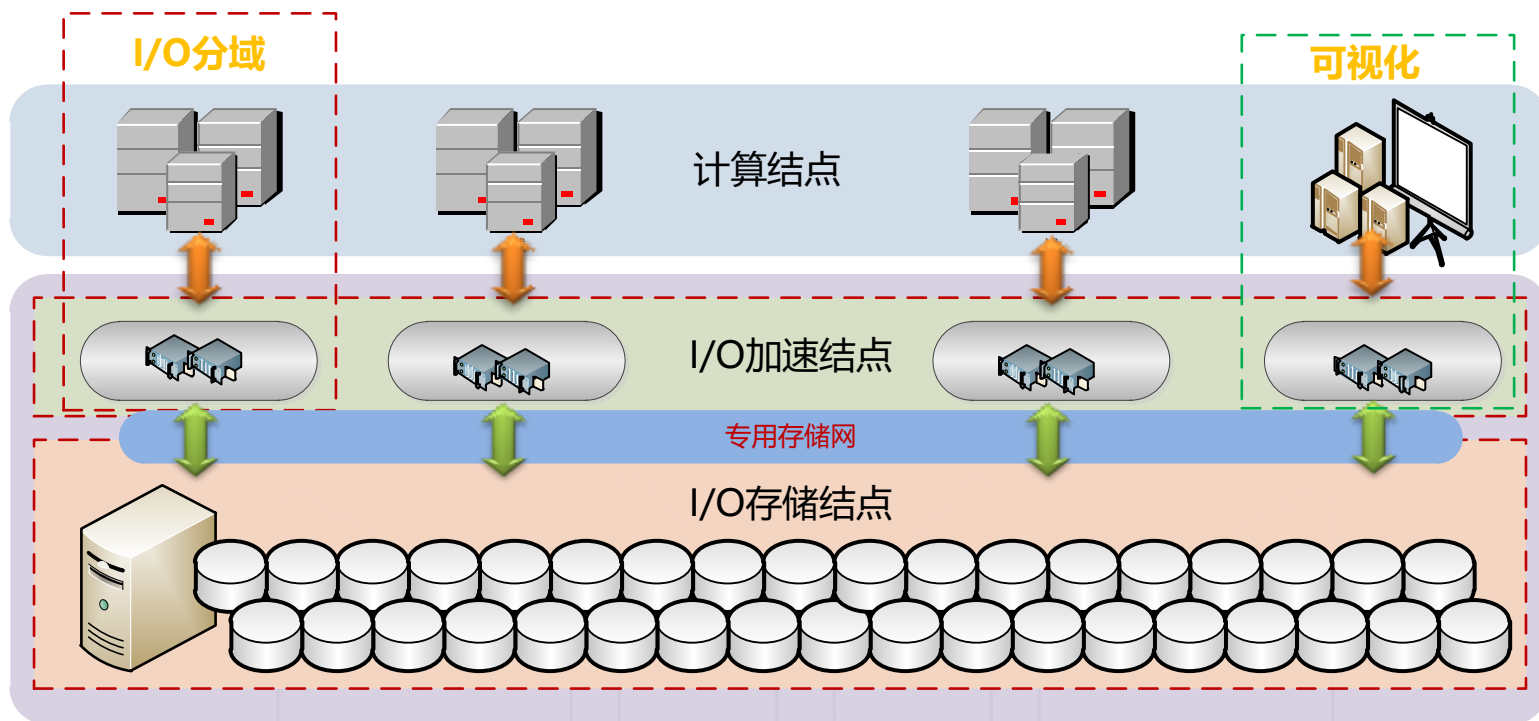 I/O分域
可视化
计算结点
I/O加速结点
专用存储网
I/O存储结点